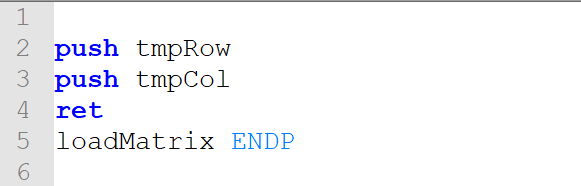 1
2 push tmpRow
3 push tmpCol
4 ret
5 loadMatrix ENDP
6